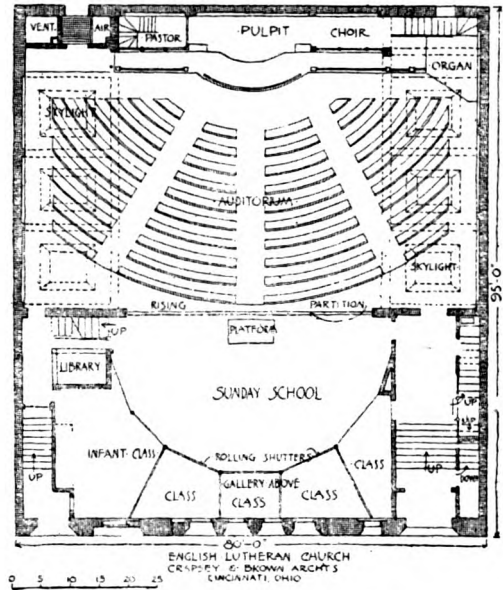 VENT. AIR
PASTOR
PULPIT
CHOIR
ORGAN
SKYLIGHT
AUDITORIUM
SKYLIGHT
95'-0"
RISING PARTITION
PLATFORM
UP
LIBRARY
SUNDAY SCHOOL
UP
UP
INFANT CLASS
ROLLING SHUTTERS
CLASS
UP
UP
DOWN
CLASS
GALLERY ABOVE
CLASS
CLASS
80'-0"
ENGLISH LUTHERAN CHURCH
CRAPSEY & BROWN ARCHTS
CINCINNATI, OHIO
0 5 10 15 20 25